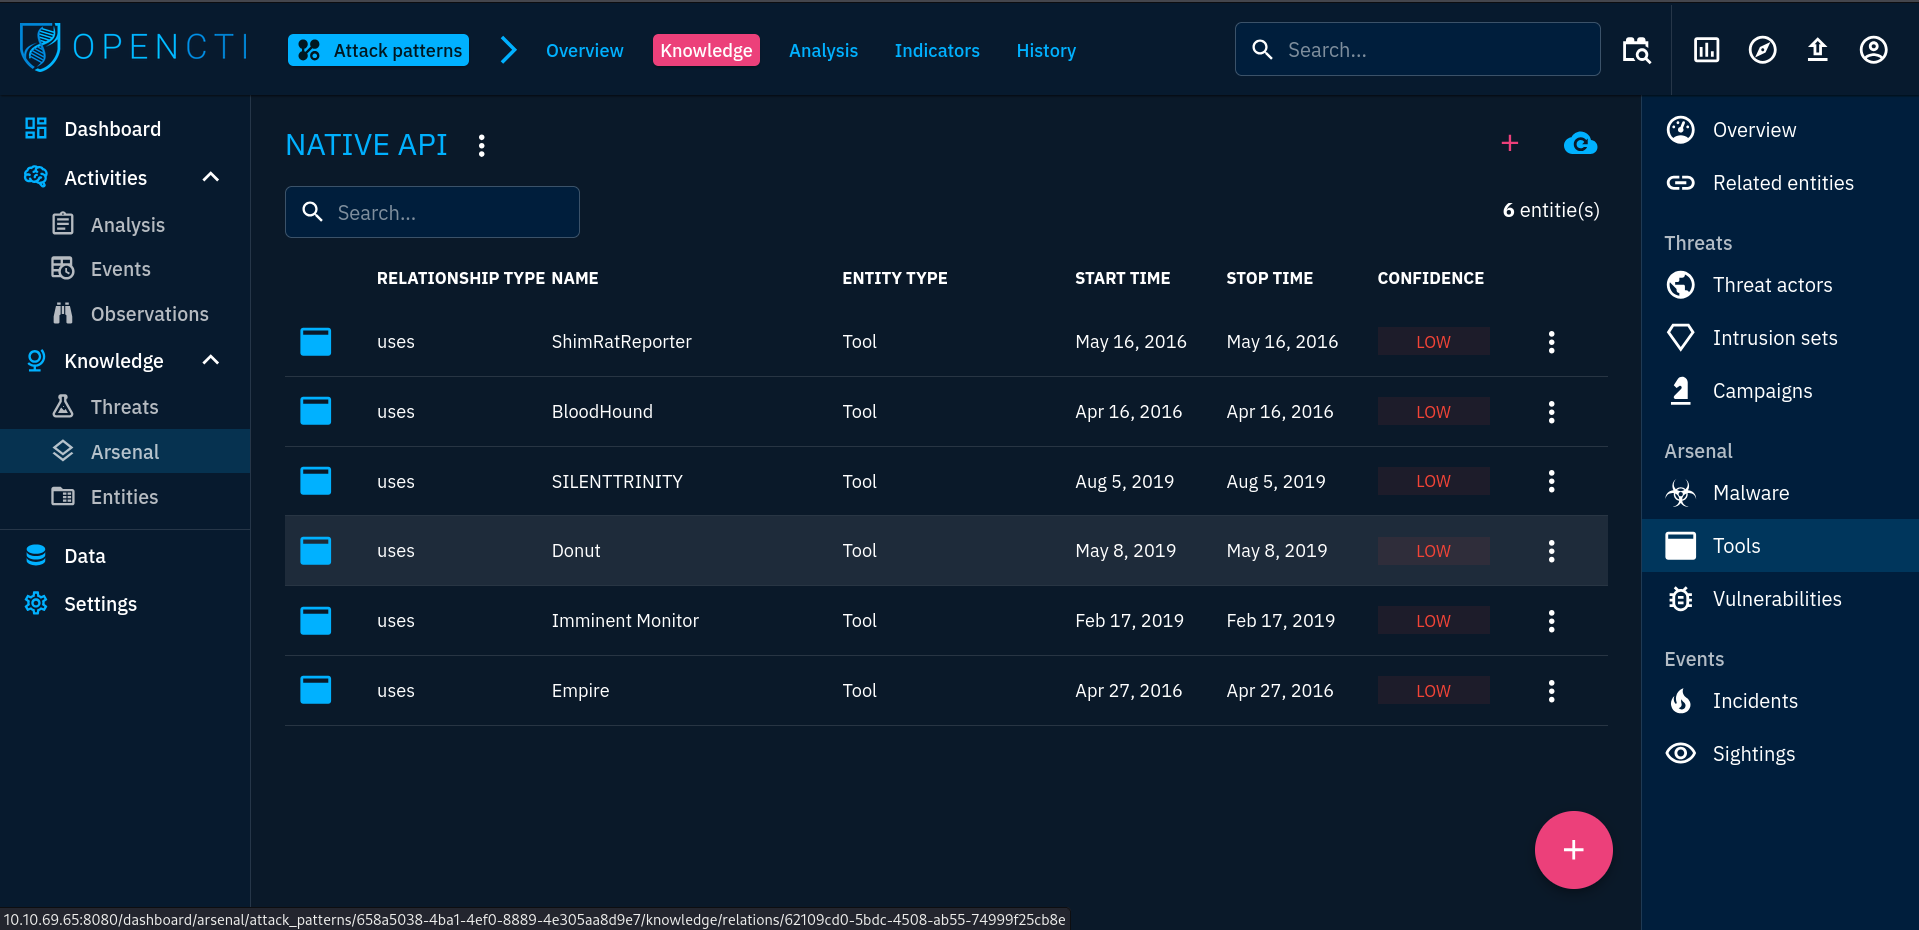 OPENCTI
Attack patterns
Overview
Knowledge
Analysis
Indicators
History
Search...
Dashboard
Activities
Analysis
Events
Observations
Knowledge
Threats
Arsenal
Entities
Data
Settings
NATIVE API
Search...
6 entitie(s)
RELATIONSHIP TYPE NAME ENTITY TYPE START TIME STOP TIME CONFIDENCE
uses ShimRatReporter Tool May 16, 2016 May 16, 2016 LOW
uses BloodHound Tool Apr 16, 2016 Apr 16, 2016 LOW
uses SILENTTRINITY Tool Aug 5, 2019 Aug 5, 2019 LOW
uses Donut Tool May 8, 2019 May 8, 2019 LOW
uses Imminent Monitor Tool Feb 17, 2019 Feb 17, 2019 LOW
uses Empire Tool Apr 27, 2016 Apr 27, 2016 LOW
Overview
Related entities
Threats
Threat actors
Intrusion sets
Campaigns
Arsenal
Malware
Tools
Vulnerabilities
Events
Incidents
Sightings
10.10.69.65:8080/dashboard/arsenal/attack_patterns/658a5038-4ba1-4ef0-8889-4e305aa8d9e7/knowledge/relations/62109cd0-5bdc-4508-ab55-74999f25cb8e